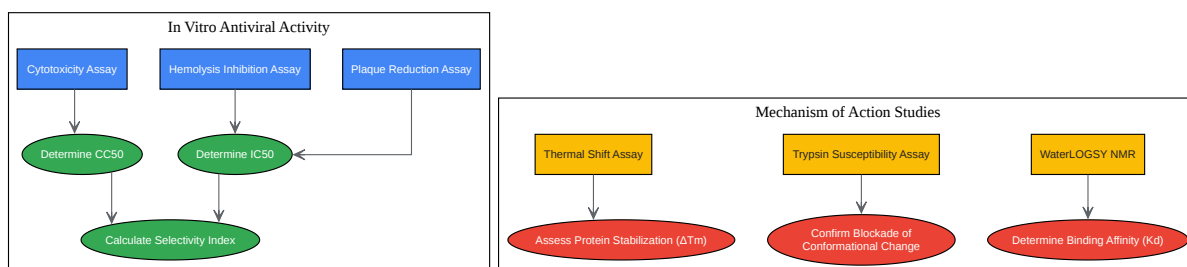 In Vitro Antiviral Activity
Cytotoxicity Assay
Hemolysis Inhibition Assay
Plaque Reduction Assay
Determine CC50
Determine IC50
Calculate Selectivity Index
Mechanism of Action Studies
Thermal Shift Assay
Trypsin Susceptibility Assay
WaterLOGSY NMR
Assess Protein Stabilization (ΔTm)
Confirm Blockade of
Conformational Change
Determine Binding Affinity (Kd)